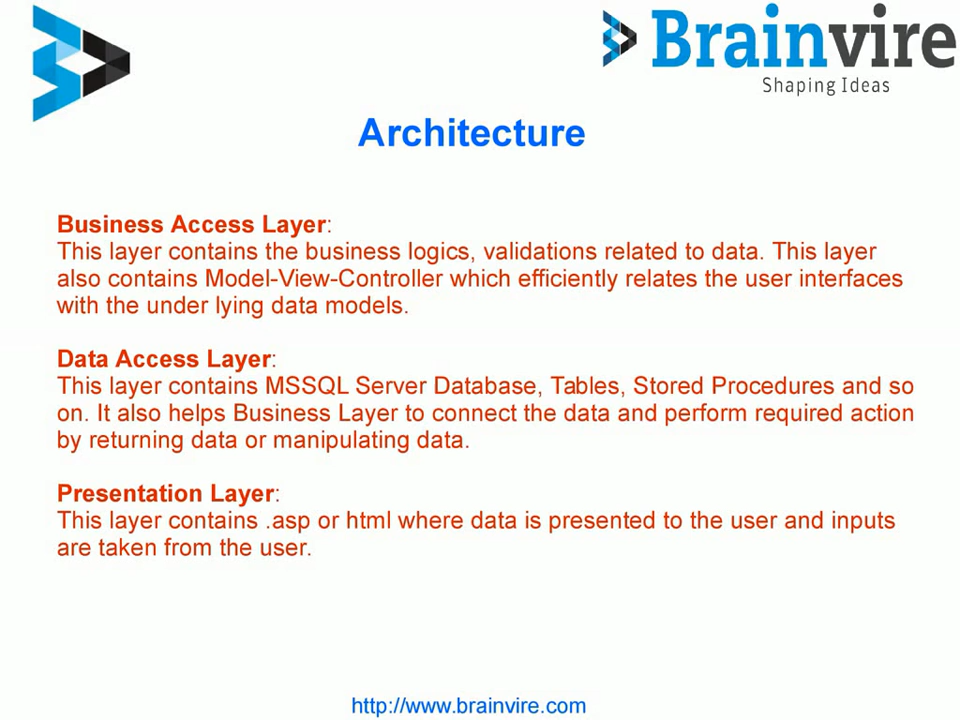 Brainvire
Shaping Ideas
Architecture
Business Access Layer:
This layer contains the business logics, validations related to data. This layer
also contains Model-View-Controller which efficiently relates the user interfaces
with the under lying data models.
Data Access Layer:
This layer contains MSSQL Server Database, Tables, Stored Procedures and so
on. It also helps Business Layer to connect the data and perform required action
by returning data or manipulating data.
Presentation Layer:
This layer contains .asp or html where data is presented to the user and inputs
are taken from the user.
http://www.brainvire.com